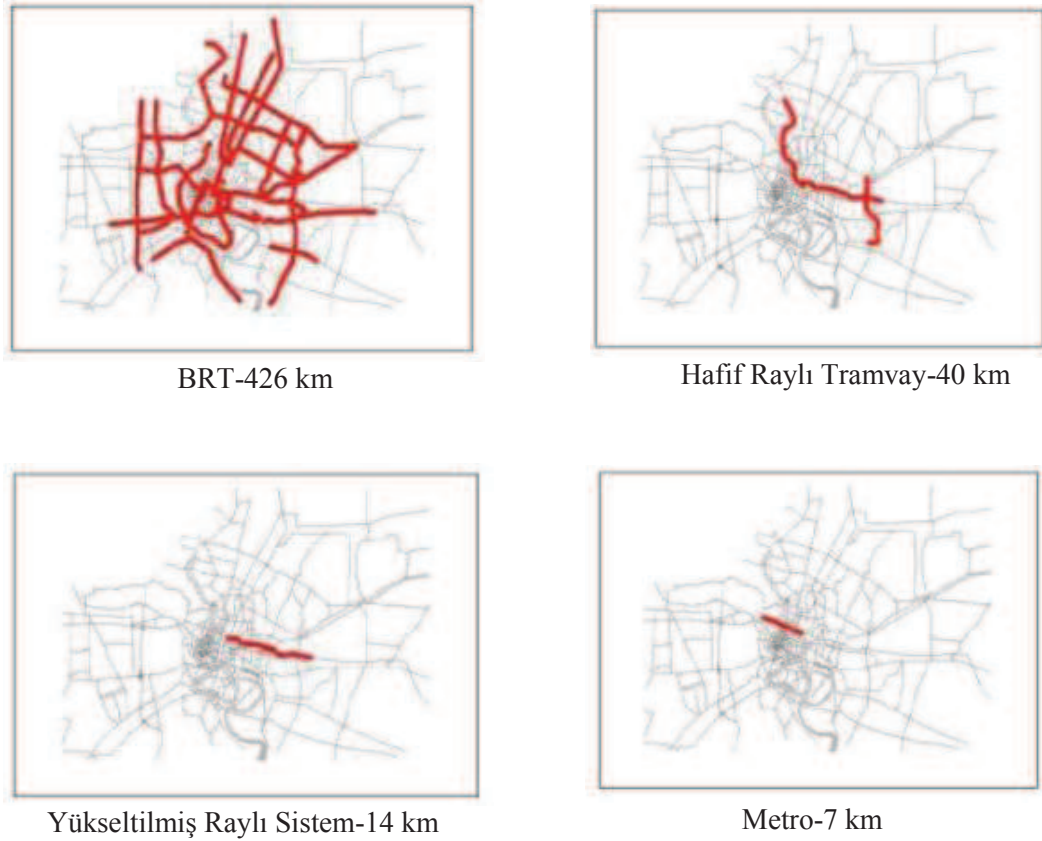 BRT-426 km
Hafif Raylı Tramvay-40 km
Yükseltilmiş Raylı Sistem-14 km
Metro-7 km